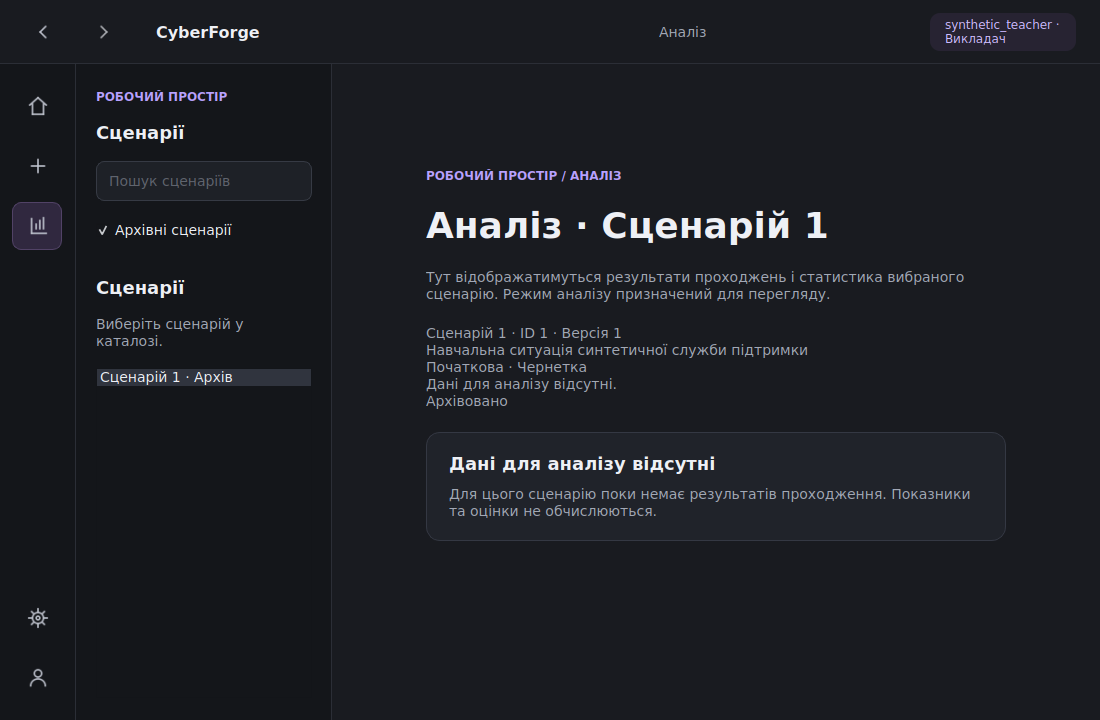 CyberForge
Аналіз
synthetic_teacher ·
Викладач
РОБОЧИЙ ПРОСТІР
Сценарії
Пошук сценаріїв
✓ Архівні сценарії
Сценарії
Виберіть сценарій у
каталозі.
Сценарій 1 · Архів
РОБОЧИЙ ПРОСТІР / АНАЛІЗ
Аналіз · Сценарій 1
Тут відображатимуться результати проходжень і статистика вибраного
сценарію. Режим аналізу призначений для перегляду.
Сценарій 1 · ID 1 · Версія 1
Навчальна ситуація синтетичної служби підтримки
Початкова · Чернетка
Дані для аналізу відсутні.
Архівовано
Дані для аналізу відсутні
Для цього сценарію поки немає результатів проходження. Показники
та оцінки не обчислюються.